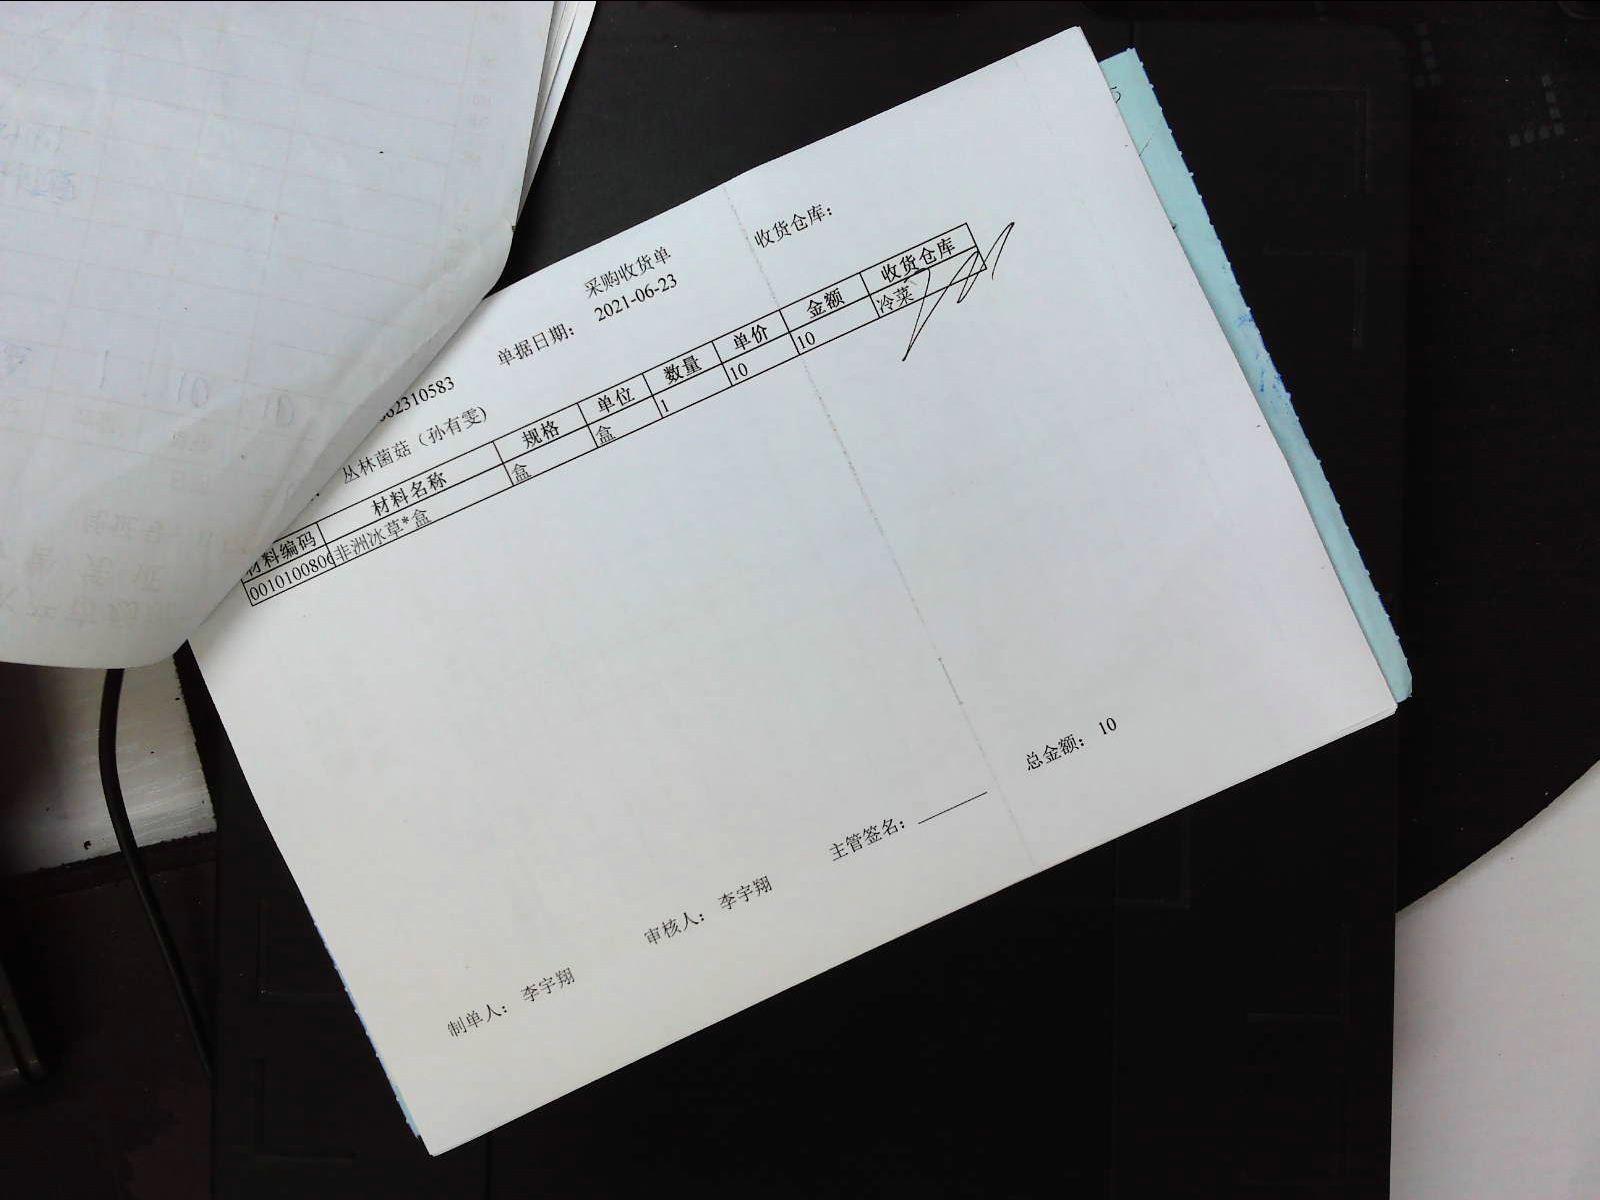 采购收货单
收货仓库：
单据日期： 2021-06-23
62310583
丛林菌菇（孙有雯）
材料编码 材料名称 规格 单位 数量 单价 金额 收货仓库
0010100806 非洲冰草*盒 盒 盒 1 10 10 冷菜
总金额： 10
制单人： 李宇翔 审核人： 李宇翔 主管签名：